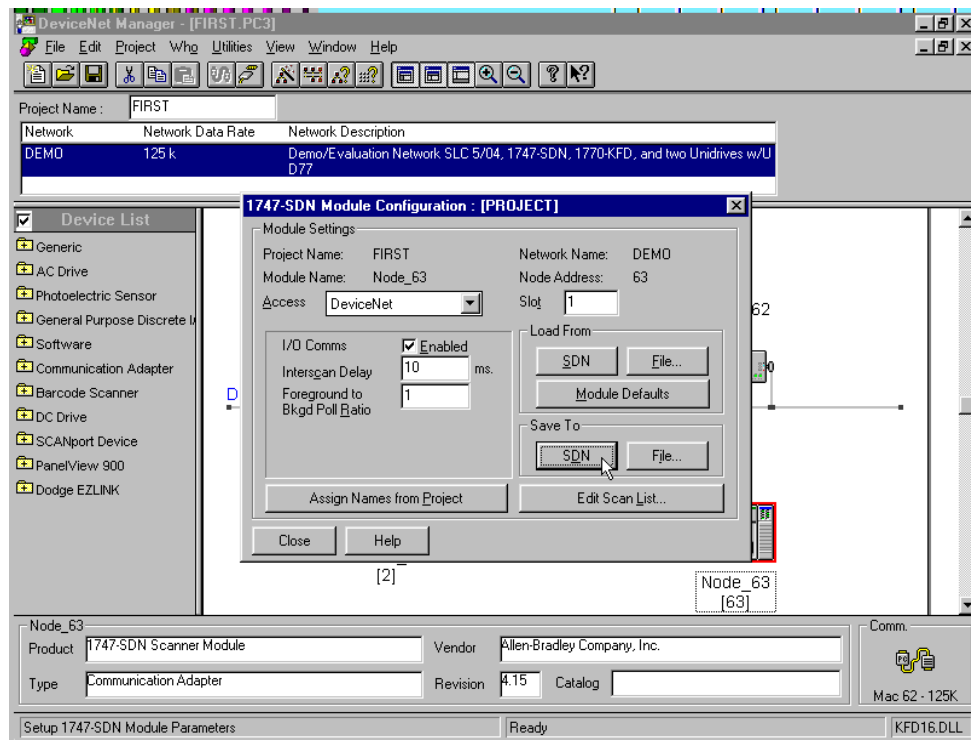 DeviceNet Manager - [FIRST.PC3]
File Edit Project Who Utilities View Window Help
Project Name : FIRST
Network Network Data Rate Network Description
DEMO 125 k Demo/Evaluation Network SLC 5/04, 1747-SDN, 1770-KFD, and two Unidrives w/U
D77
Device List
Generic
AC Drive
Photoelectric Sensor
General Purpose Discrete I/
Software
Communication Adapter
Barcode Scanner
DC Drive
SCANport Device
PanelView 900
Dodge EZLINK
1747-SDN Module Configuration : [PROJECT]
Module Settings
Project Name: FIRST Network Name: DEMO
Module Name: Node_63 Node Address: 63
Access DeviceNet Slot 1
I/O Comms Enabled
Interscan Delay 10 ms.
Foreground to 1
Bkgd Poll Ratio
Load From
SDN File...
Module Defaults
Save To
SDN File...
Assign Names from Project Edit Scan List...
Close Help
62
D
[2]
Node_63
[63]
Node_63
Product 1747-SDN Scanner Module Vendor Allen-Bradley Company, Inc.
Type Communication Adapter Revision 4.15 Catalog
Comm.
Mac 62 - 125K
Setup 1747-SDN Module Parameters Ready KFD16.DLL